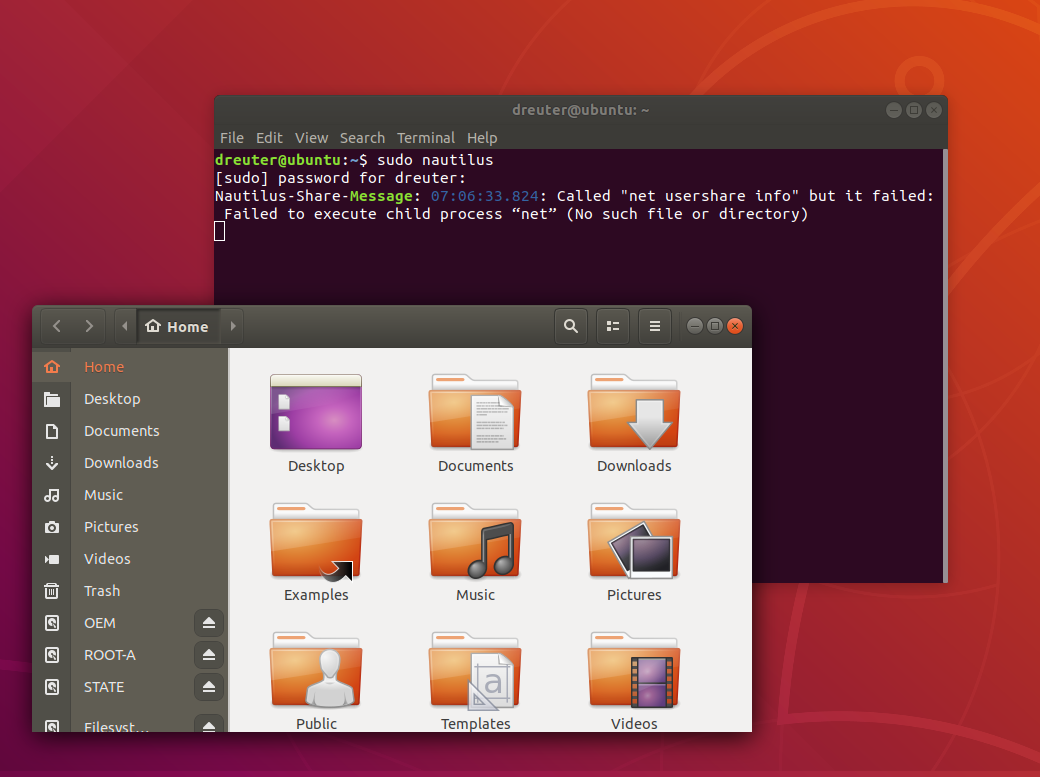 dreuter@ubuntu: ~
File Edit View Search Terminal Help
dreuter@ubuntu:~$ sudo nautilus
[sudo] password for dreuter:
Nautilus-Share-Message: 07:06:33.824: Called "net usershare info" but it failed:
 Failed to execute child process “net” (No such file or directory)
Home
Home
Desktop
Documents
Downloads
Music
Pictures
Videos
Trash
OEM
ROOT-A
STATE
Filesyst…
Desktop Documents Downloads
Examples Music Pictures
Public Templates Videos